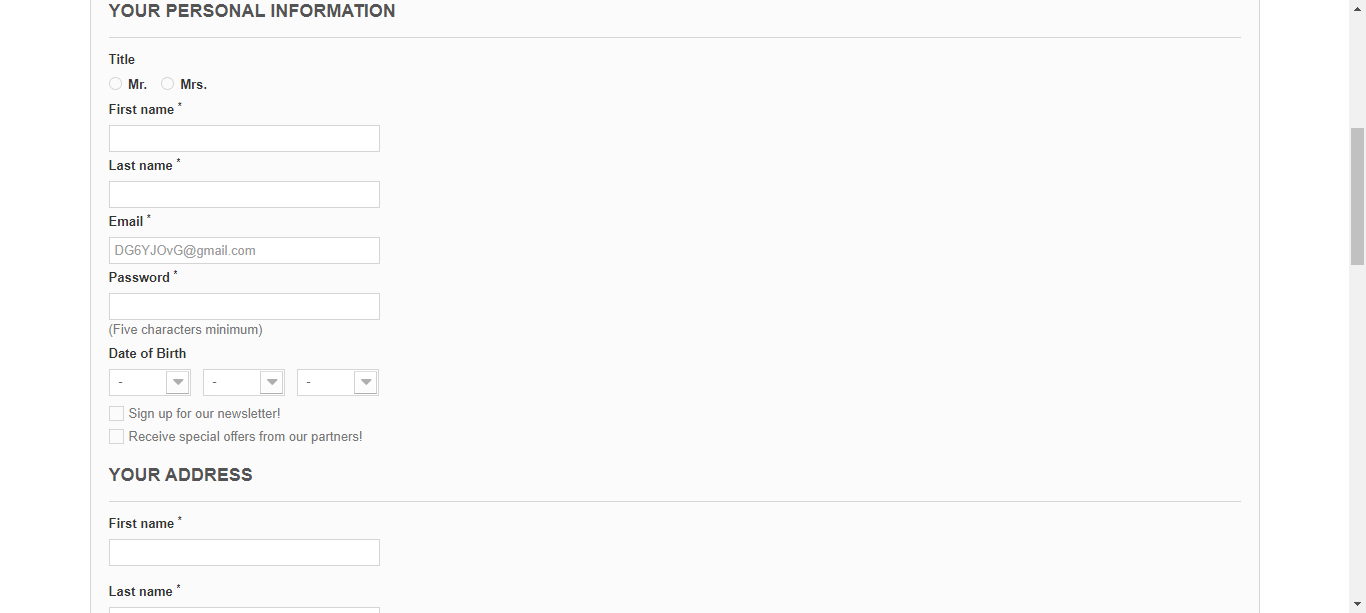 YOUR PERSONAL INFORMATION
Title
Mr. Mrs.
First name *
Last name *
Email *
DG6YJOvG@gmail.com
Password *
(Five characters minimum)
Date of Birth
- - -
Sign up for our newsletter!
Receive special offers from our partners!
YOUR ADDRESS
First name *
Last name *